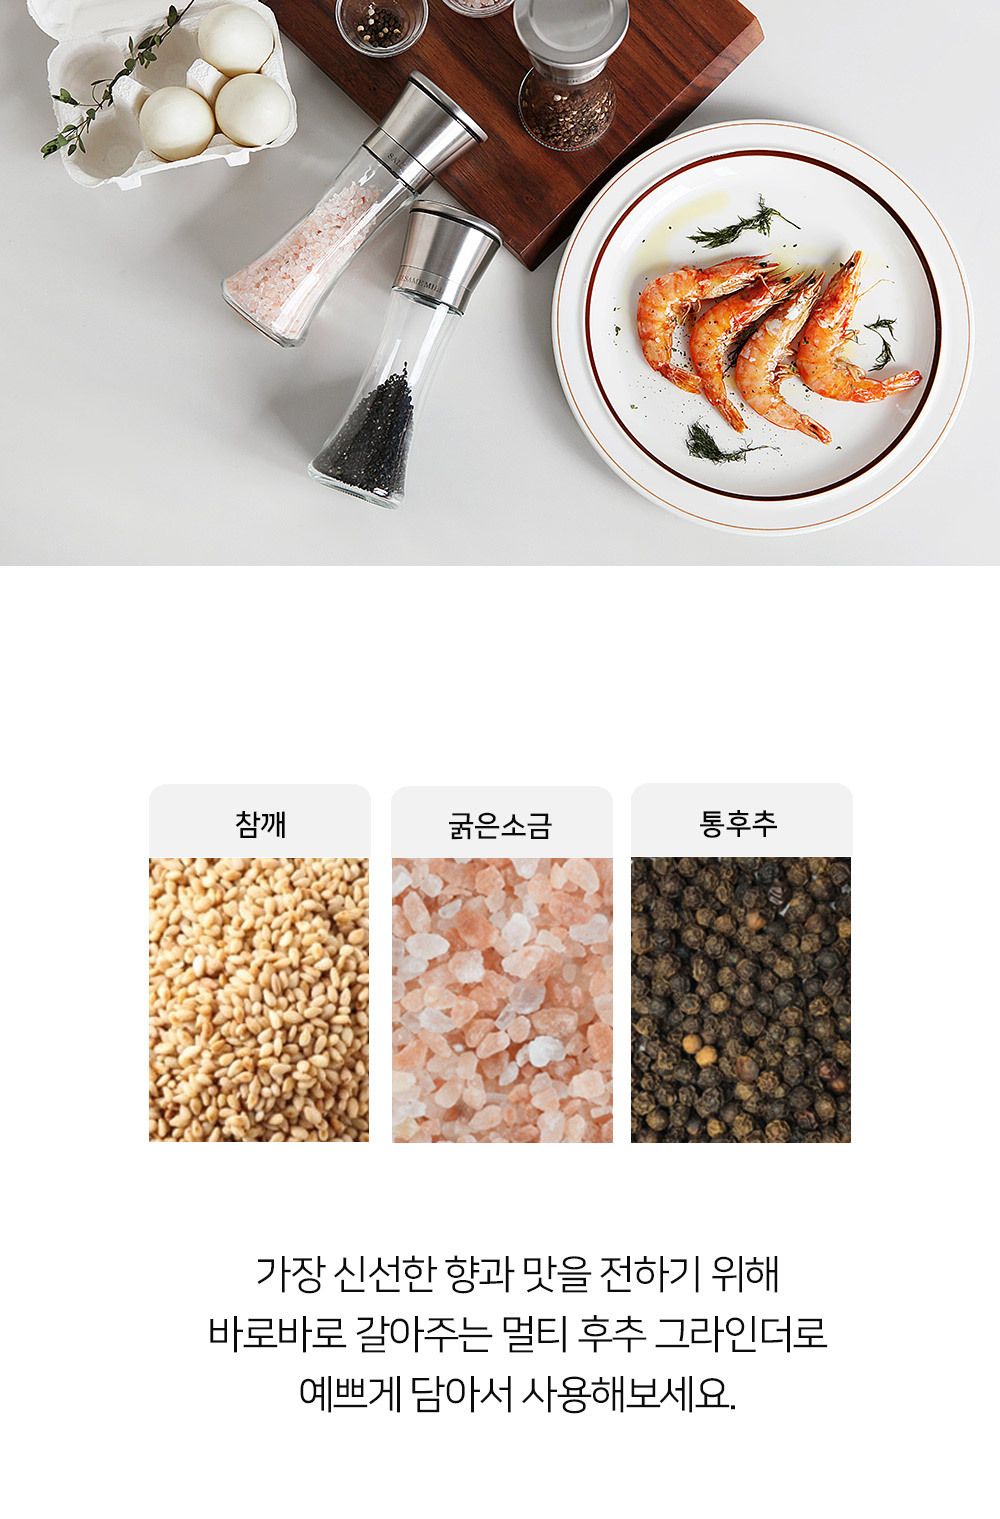 참깨
굵은소금
통후추
가장 신선한 향과 맛을 전하기 위해
바로바로 갈아주는 멀티 후추 그라인더로
예쁘게 담아서 사용해보세요.